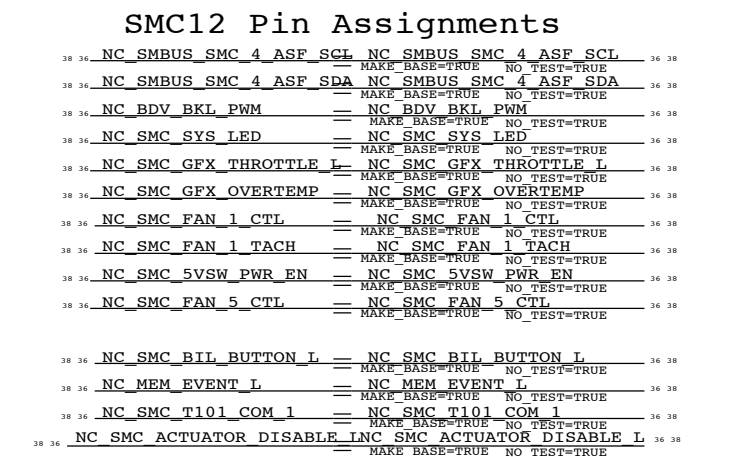 SMC12 Pin Assignments
38 36 NC_SMBUS_SMC_4_ASF_SCL NC_SMBUS_SMC_4_ASF_SCL 36 38
MAKE_BASE=TRUE NO_TEST=TRUE
38 36 NC_SMBUS_SMC_4_ASF_SDA NC_SMBUS_SMC_4_ASF_SDA 36 38
MAKE_BASE=TRUE NO_TEST=TRUE
38 36 NC_BDV_BKL_PWM NC_BDV_BKL_PWM 36 38
MAKE_BASE=TRUE NO_TEST=TRUE
38 36 NC_SMC_SYS_LED NC_SMC_SYS_LED 36 38
MAKE_BASE=TRUE NO_TEST=TRUE
38 36 NC_SMC_GFX_THROTTLE_L NC_SMC_GFX_THROTTLE_L 36 38
MAKE_BASE=TRUE NO_TEST=TRUE
38 36 NC_SMC_GFX_OVERTEMP NC_SMC_GFX_OVERTEMP 36 38
MAKE_BASE=TRUE NO_TEST=TRUE
38 36 NC_SMC_FAN_1_CTL NC_SMC_FAN_1_CTL 36 38
MAKE_BASE=TRUE NO_TEST=TRUE
38 36 NC_SMC_FAN_1_TACH NC_SMC_FAN_1_TACH 36 38
MAKE_BASE=TRUE NO_TEST=TRUE
38 36 NC_SMC_5VSW_PWR_EN NC_SMC_5VSW_PWR_EN 36 38
MAKE_BASE=TRUE NO_TEST=TRUE
38 36 NC_SMC_FAN_5_CTL NC_SMC_FAN_5_CTL 36 38
MAKE_BASE=TRUE NO_TEST=TRUE
38 36 NC_SMC_BIL_BUTTON_L NC_SMC_BIL_BUTTON_L 36 38
MAKE_BASE=TRUE NO_TEST=TRUE
38 36 NC_MEM_EVENT_L NC_MEM_EVENT_L 36 38
MAKE_BASE=TRUE NO_TEST=TRUE
38 36 NC_SMC_T101_COM_1 NC_SMC_T101_COM_1 36 38
MAKE_BASE=TRUE NO_TEST=TRUE
38 36 NC_SMC_ACTUATOR_DISABLE_L NC_SMC_ACTUATOR_DISABLE_L 36 38
MAKE_BASE=TRUE NO_TEST=TRUE